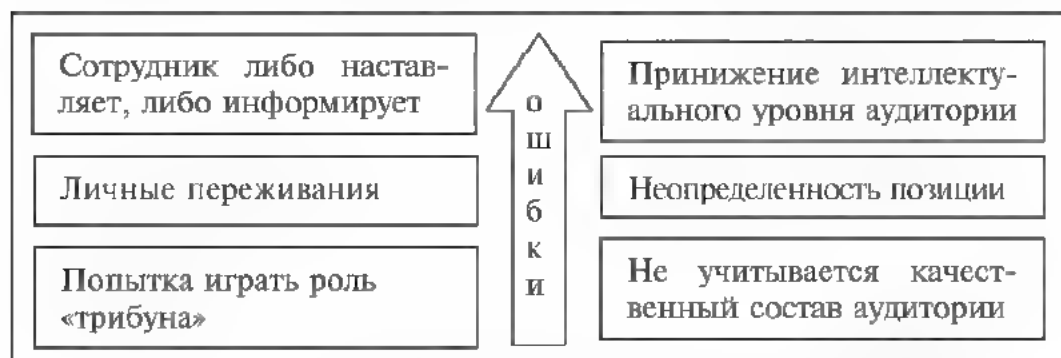 Сотрудник либо настав-
ляет, либо информирует
Личные переживания
Попытка играть роль
«трибуна»
ошибки
Принижение интеллекту-
ального уровня аудитории
Неопределенность позиции
Не учитывается качест-
венный состав аудитории